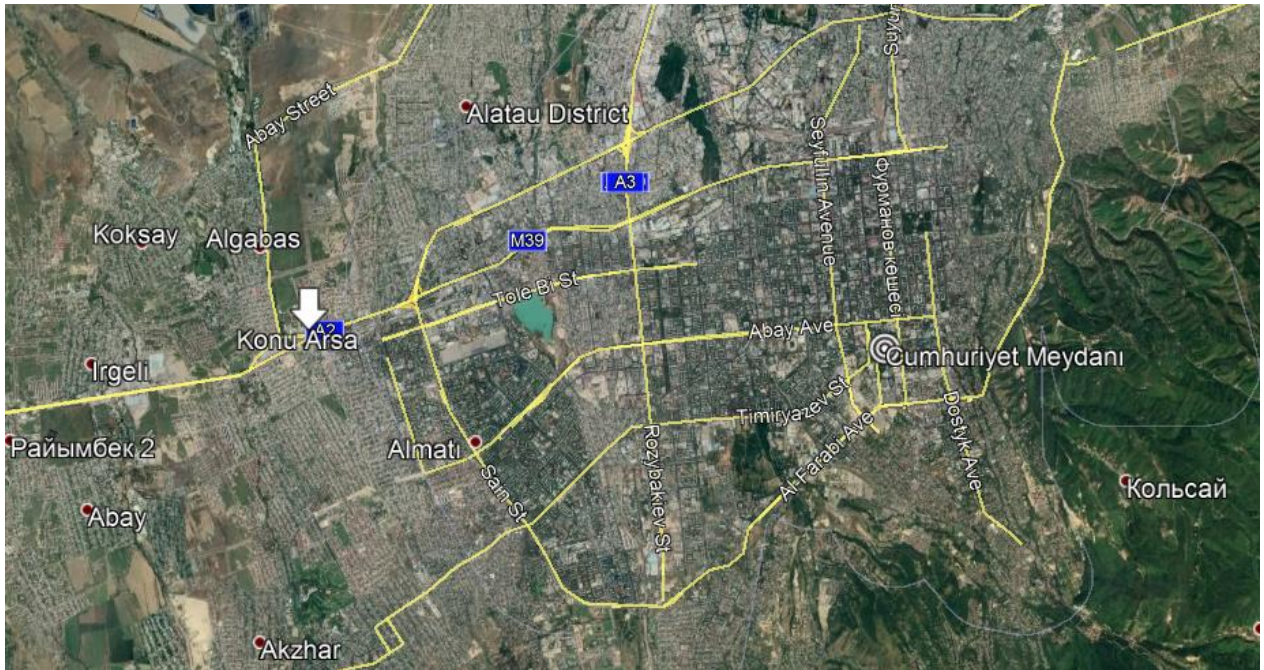 Abay Street
Alatau District
Sununu
A3
Seyfullin Avenue
Фурманов кешесі
Koksay
Algabas
M39
Tole Bi St
A2
Konu Arsa
Irgeli
Abay Ave
Cumhuriyet Meydanı
Timiryazev St
Райымбек 2
Almatı
Sain St
Rozybakiev St
Al-Farabi Ave
Dostyk Ave
Кольсай
Abay
Akzhar